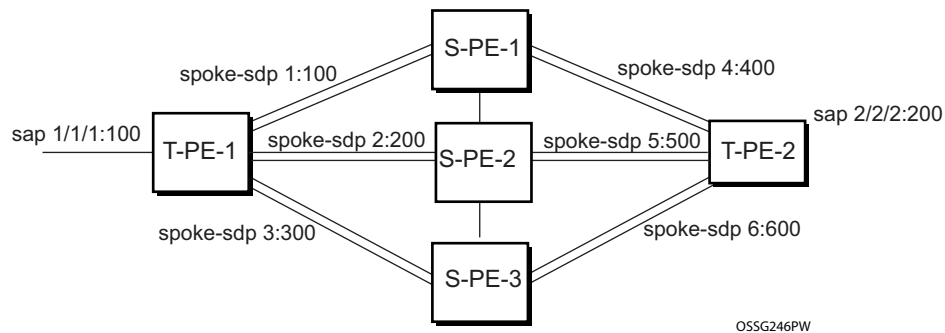 S-PE-1
spoke-sdp 1:100
spoke-sdp 4:400
sap 1/1/1:100
sap 2/2/2:200
T-PE-1
spoke-sdp 2:200
S-PE-2
spoke-sdp 5:500
T-PE-2
spoke-sdp 3:300
spoke-sdp 6:600
S-PE-3
OSSG246PW